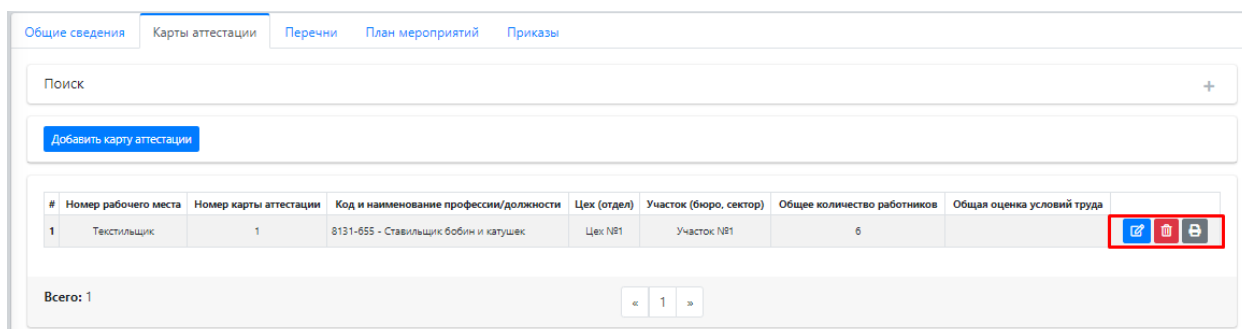 Общие сведения Карты аттестации Перечни План мероприятий Приказы
Поиск +
Добавить карту аттестации
# Номер рабочего места Номер карты аттестации Код и наименование профессии/должности Цех (отдел) Участок (бюро, сектор) Общее количество работников Общая оценка условий труда
1 Текстильщик 1 8131-655 - Ставильщик бобин и катушек Цех №1 Участок №1 6
Всего: 1 « 1 »